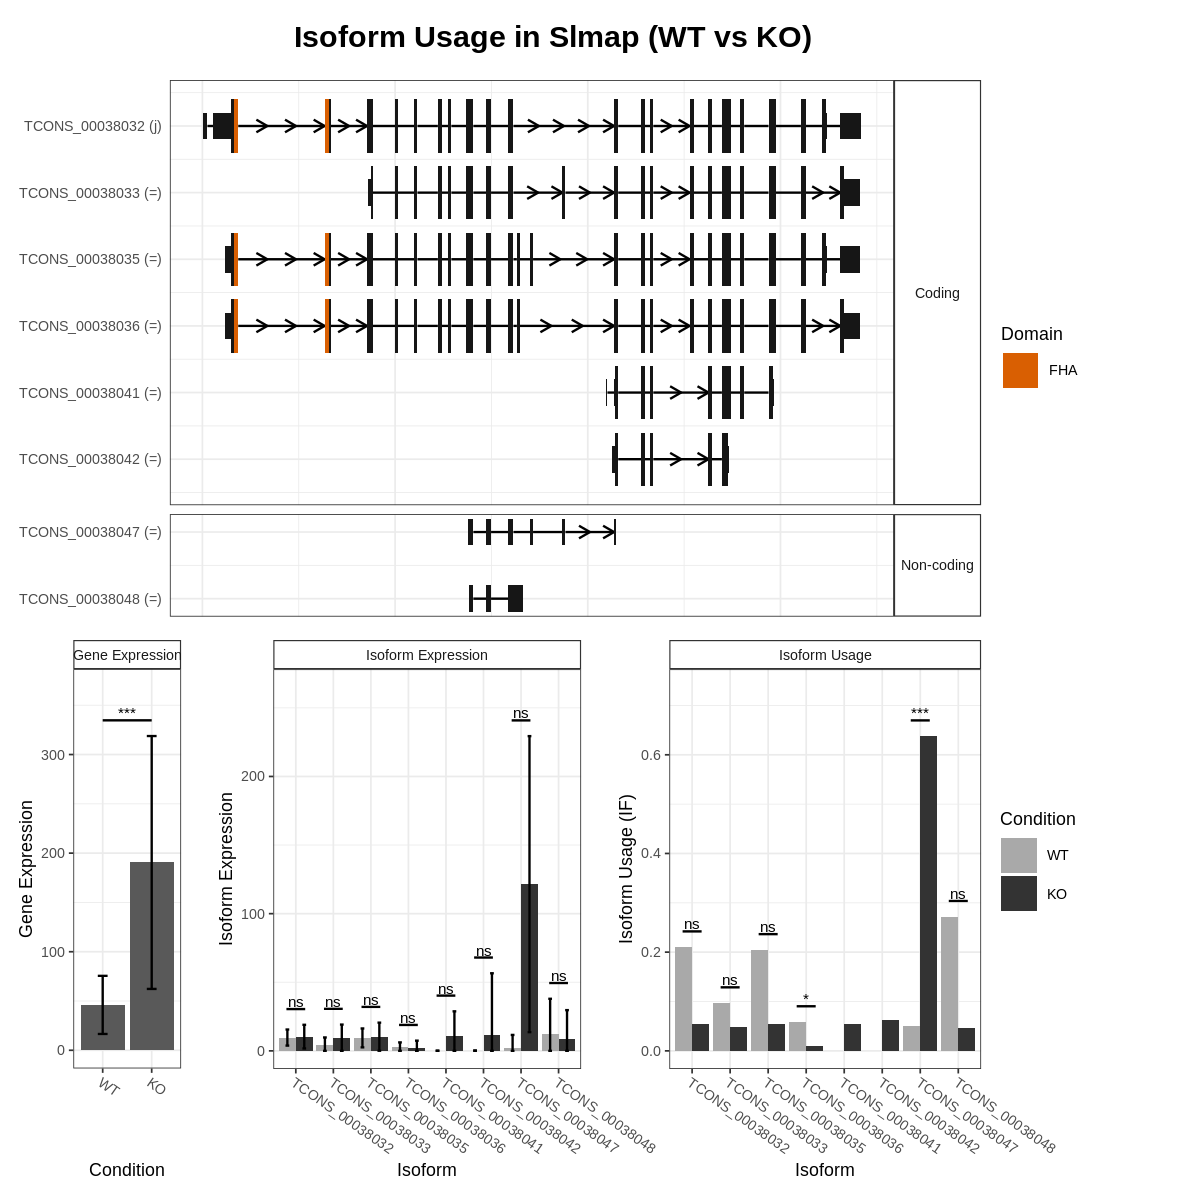 Isoform Usage in Slmap (WT vs KO)
TCONS_00038032 (j)
TCONS_00038033 (=)
TCONS_00038035 (=)
TCONS_00038036 (=)
TCONS_00038041 (=)
TCONS_00038042 (=)
Coding
TCONS_00038047 (=)
TCONS_00038048 (=)
Non-coding
Domain
FHA
Gene Expression
***
300
200
100
0
Gene Expression
WT
KO
Condition
Isoform Expression
ns
ns
ns
ns
ns
ns
ns
ns
200
100
0
Isoform Expression
TCONS_00038032
TCONS_00038033
TCONS_00038035
TCONS_00038036
TCONS_00038041
TCONS_00038042
TCONS_00038047
TCONS_00038048
Isoform
Isoform Usage
ns
ns
ns
*
***
ns
0.6
0.4
0.2
0.0
Isoform Usage (IF)
TCONS_00038032
TCONS_00038033
TCONS_00038035
TCONS_00038036
TCONS_00038041
TCONS_00038042
TCONS_00038047
TCONS_00038048
Isoform
Condition
WT
KO